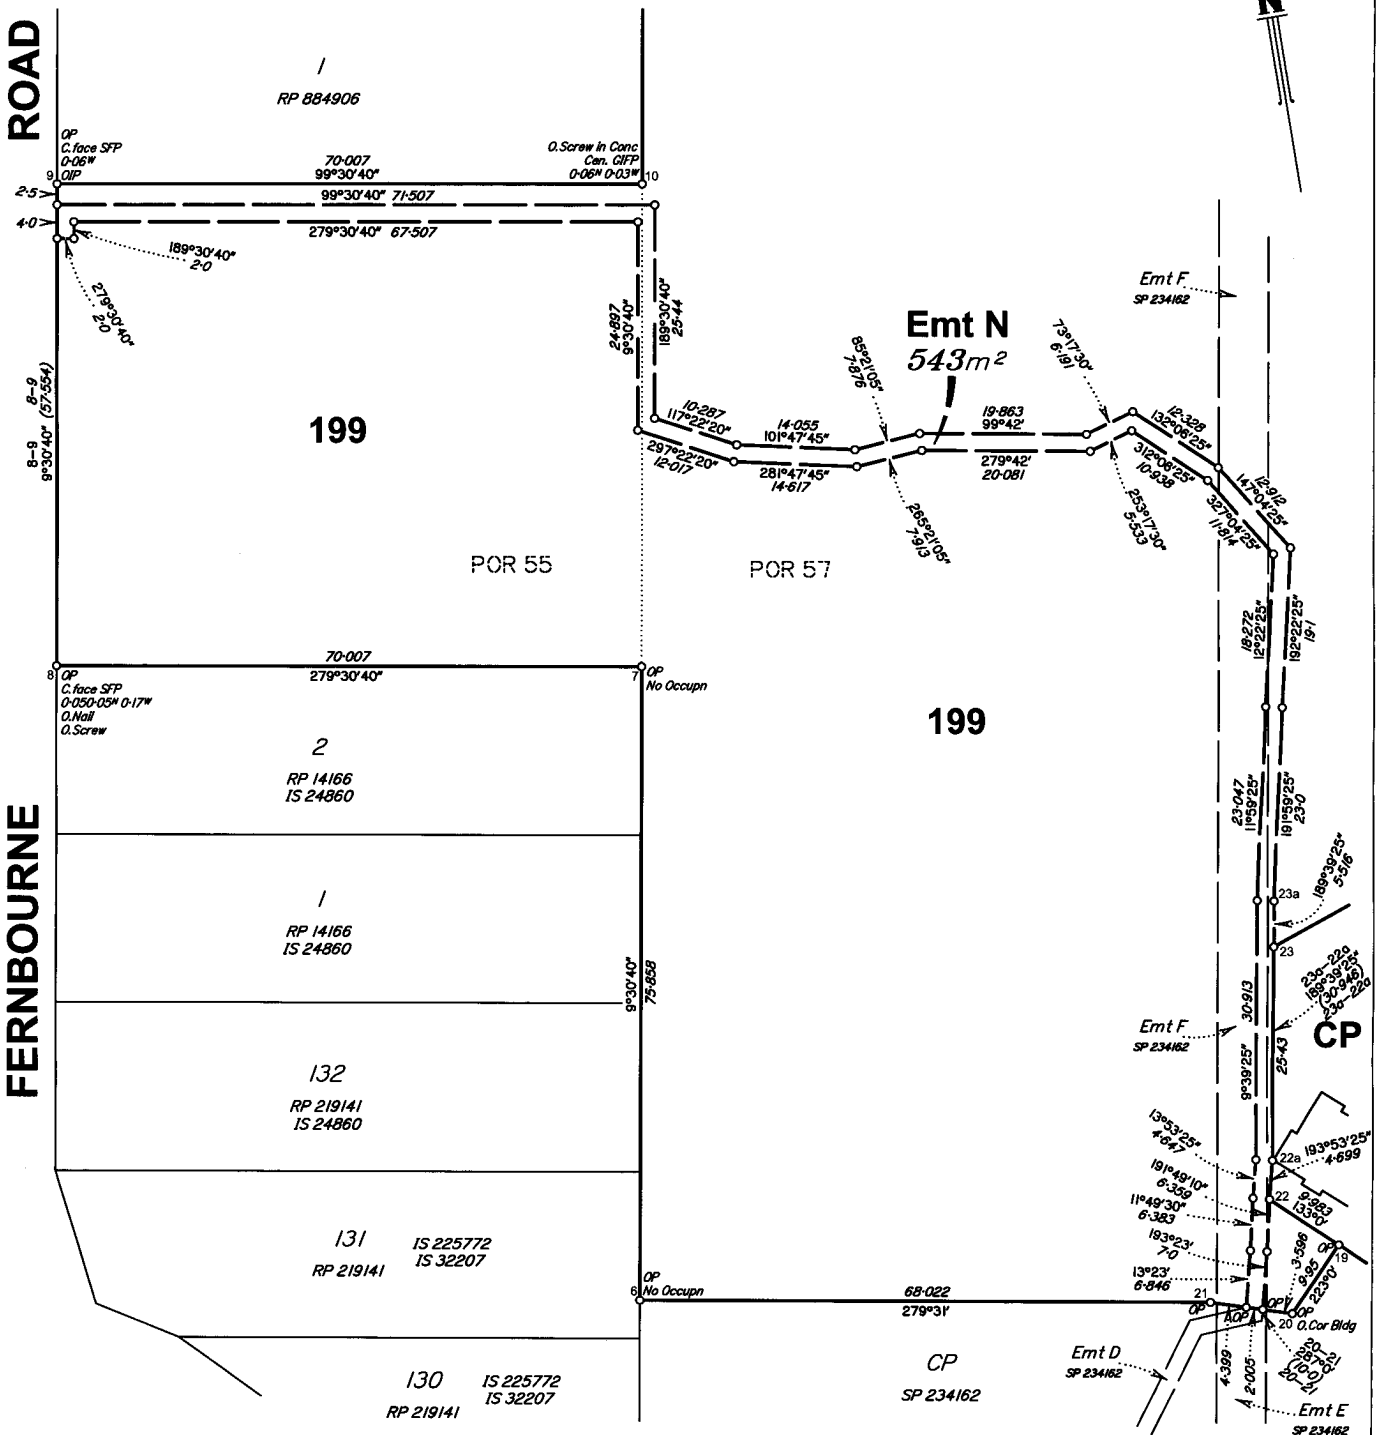 N
ROAD
1
RP 884906
OP
C.face SFP
0·06W
OIP
9
70·007
99°30'40"
O.Screw in Conc
Cen. GIFP
0·06N 0·03W
10
2·5
99°30'40" 71·507
4·0
279°30'40" 67·507
189°30'40"
2·0
279°30'40"
2·0
8-9
8-9
9°30'40" (57·554)
24·897
9°30'40"
189°30'40"
25·44
199
Emt N
543m²
Emt F
SP 234162
10·287
117°22'20"
297°22'20"
12·017
14·055
101°47'45"
281°47'45"
14·617
85°21'05"
7·876
265°21'05"
7·913
19·863
99°42'
279°42'
20·081
73°17'30"
6·191
253°17'30"
5·533
12·328
132°06'25"
312°06'25"
10·938
12·912
147°04'25"
327°04'25"
11·814
POR 55
POR 57
18·272
12°22'25"
192°22'25"
19·1
70·007
279°30'40"
8
OP
C.face SFP
0·050·05N 0·17W
O.Nail
O.Screw
7
OP
No Occupn
199
2
RP 14166
IS 24860
23·047
11°59'25"
191°59'25"
23·0
FERNBOURNE
1
RP 14166
IS 24860
189°39'25"
5·516
23a
23
9°30'40"
75·858
30·913
9°39'25"
23a-22a
189°39'25"
(30·946)
23a-22a
25·43
CP
Emt F
SP 234162
132
RP 219141
IS 24860
13°53'25"
4·647
22a
193°53'25"
4·699
191°49'10"
6·359
11°49'30"
6·383
22
9·983
133°0'
193°23'
7·0
13°23'
6·846
131
RP 219141
IS 225772
IS 32207
OP
19
3·596
9·95
223°0'
6
OP
No Occupn
68·022
279°31'
21
OP
AOP
OP
20
OP
O.Cor Bldg
20-21
287°0'
(10·0)
20-21
4·399
2·005
Emt D
SP 234162
CP
SP 234162
130
RP 219141
IS 225772
IS 32207
Emt E
SP 234162